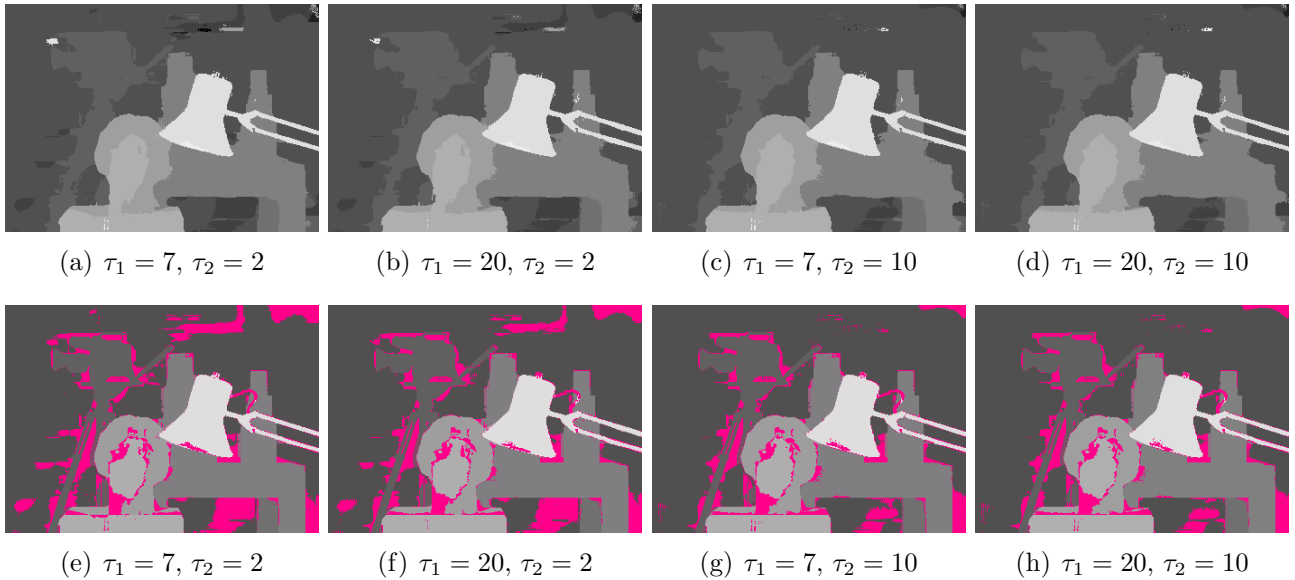 (a) τ₁ = 7, τ₂ = 2
(b) τ₁ = 20, τ₂ = 2
(c) τ₁ = 7, τ₂ = 10
(d) τ₁ = 20, τ₂ = 10
(e) τ₁ = 7, τ₂ = 2
(f) τ₁ = 20, τ₂ = 2
(g) τ₁ = 7, τ₂ = 10
(h) τ₁ = 20, τ₂ = 10